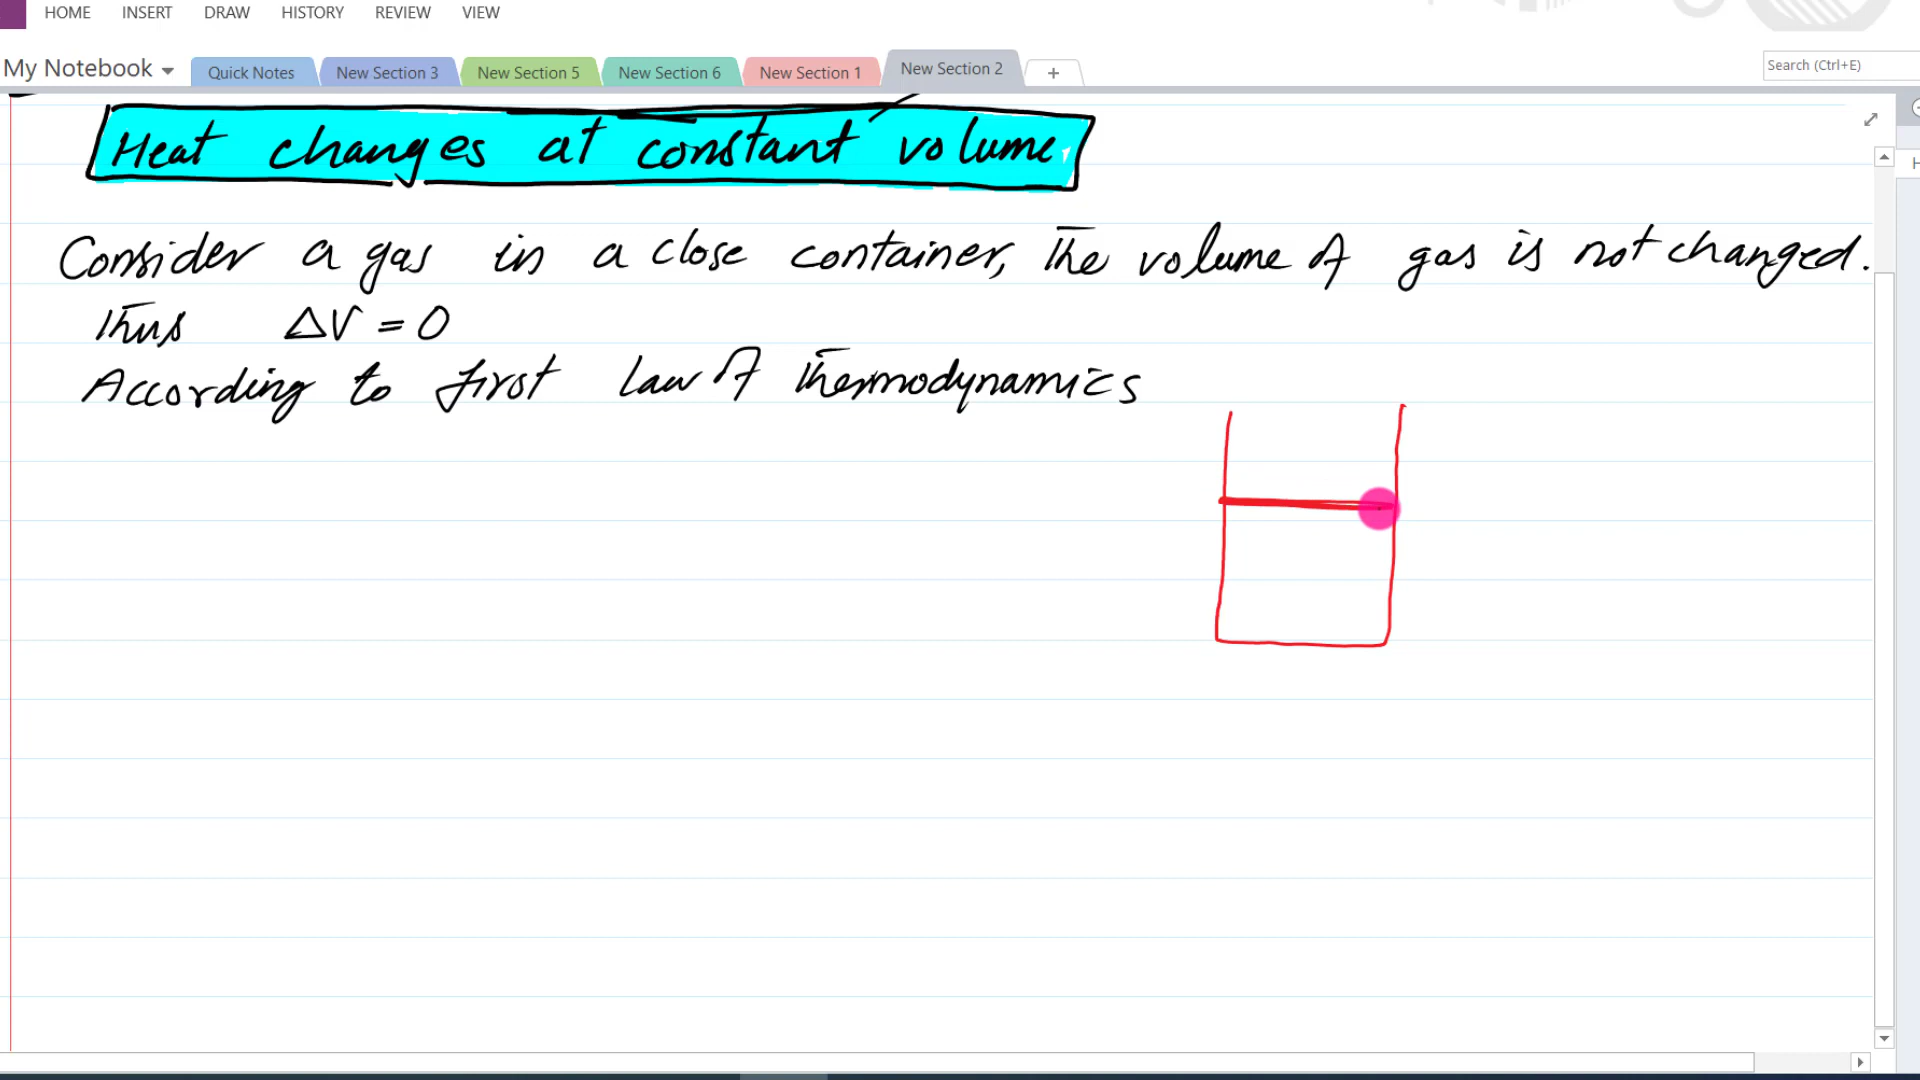 HOME INSERT DRAW HISTORY REVIEW VIEW
My Notebook Quick Notes New Section 3 New Section 5 New Section 6 New Section 1 New Section 2 +
Search (Ctrl+E)
Heat changes at constant volume
Consider a gas in a close container, The volume of gas is not changed.
Thus ΔV = 0
According to first law of Thermodynamics